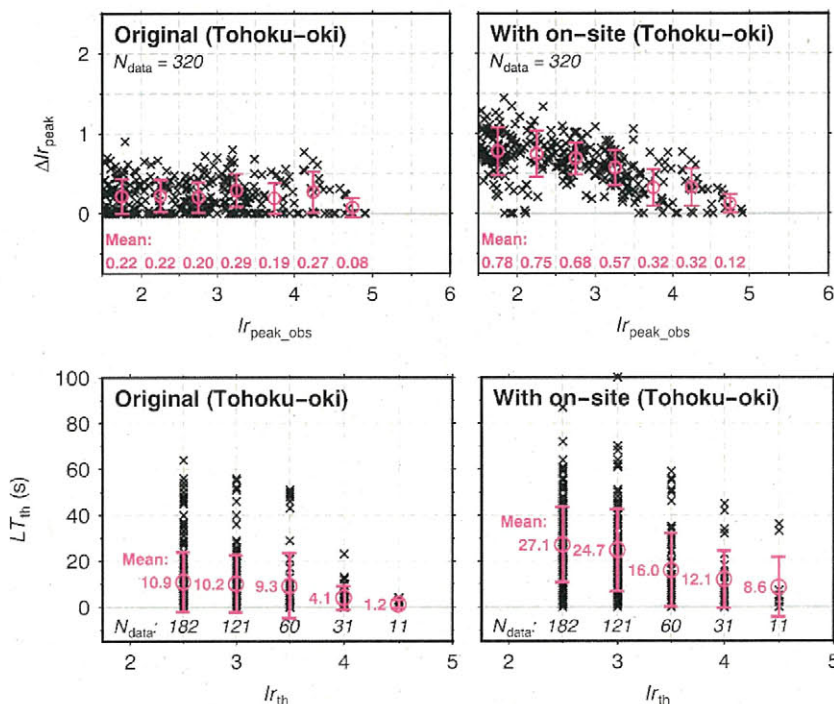 Original (Tohoku-oki)
N_data = 320
ΔIr_peak
2
1
0
Mean:
0.22 0.22 0.20 0.29 0.19 0.27 0.08
2 3 4 5 6
Ir_peak_obs
With on-site (Tohoku-oki)
N_data = 320
Mean:
0.78 0.75 0.68 0.57 0.32 0.32 0.12
2 3 4 5 6
Ir_peak_obs
Original (Tohoku-oki)
LT_th (s)
100
80
60
40
20
0
Mean:
10.9 10.2 9.3 4.1 1.2
N_data: 182 121 60 31 11
2 3 4 5
Ir_th
With on-site (Tohoku-oki)
Mean:
27.1 24.7 16.0 12.1 8.6
N_data: 182 121 60 31 11
2 3 4 5
Ir_th